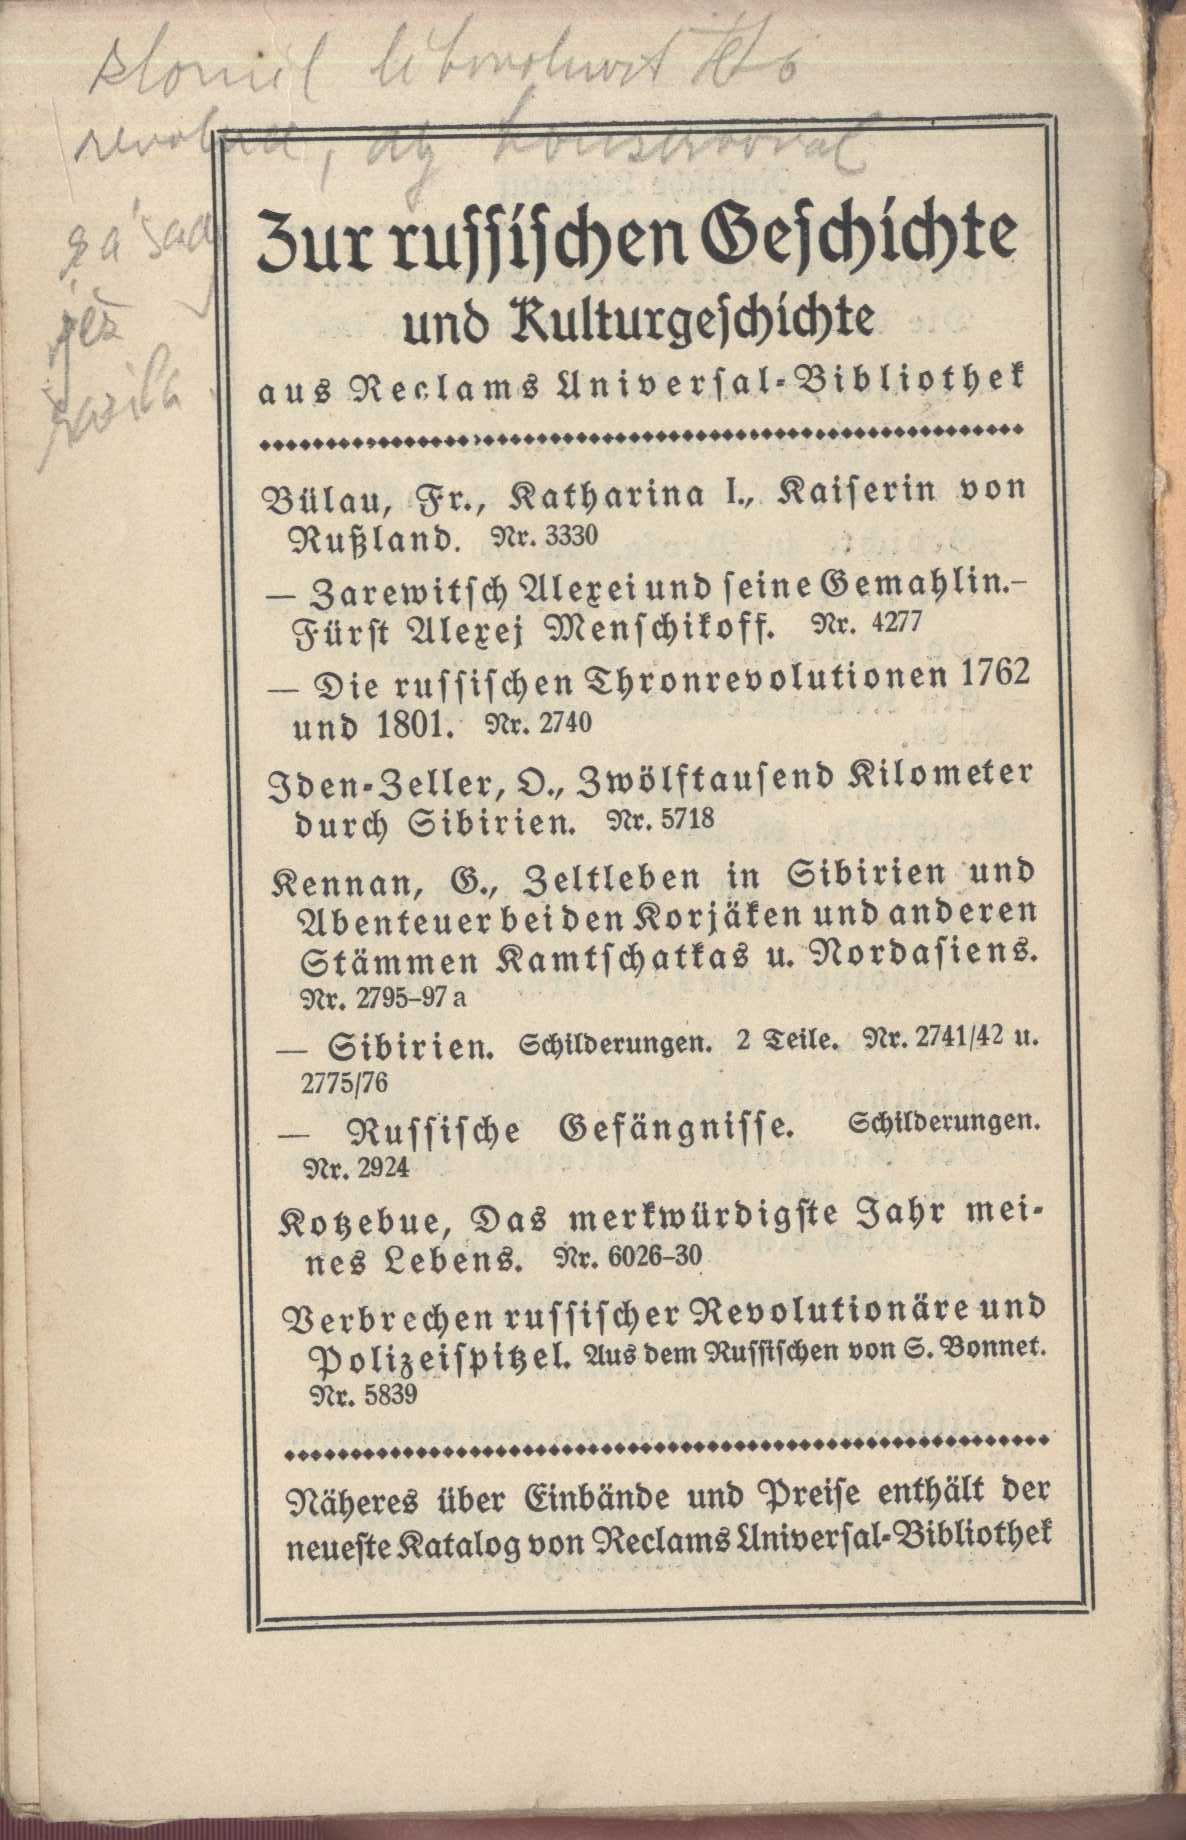 Zur russischen Geschichte
und Kulturgeschichte
aus Reclams Universal-Bibliothek
Bülau, Fr., Katharina I., Kaiserin von
Rußland. Nr. 3330
— Zarewitsch Alexei und seine Gemahlin.–
Fürst Alexej Menschikoff. Nr. 4277
— Die russischen Thronrevolutionen 1762
und 1801. Nr. 2740
Iden-Zeller, O., Zwölftausend Kilometer
durch Sibirien. Nr. 5718
Kennan, G., Zeltleben in Sibirien und
Abenteuer bei den Korjäken und anderen
Stämmen Kamtschatkas u. Nordasiens.
Nr. 2795–97 a
— Sibirien. Schilderungen. 2 Teile. Nr. 2741/42 u.
2775/76
— Russische Gefängnisse. Schilderungen.
Nr. 2924
Kotzebue, Das merkwürdigste Jahr mei-
nes Lebens. Nr. 6026–30
Verbrechen russischer Revolutionäre und
Polizeispitzel. Aus dem Russischen von S. Bonnet.
Nr. 5839
Näheres über Einbände und Preise enthält der
neueste Katalog von Reclams Universal-Bibliothek